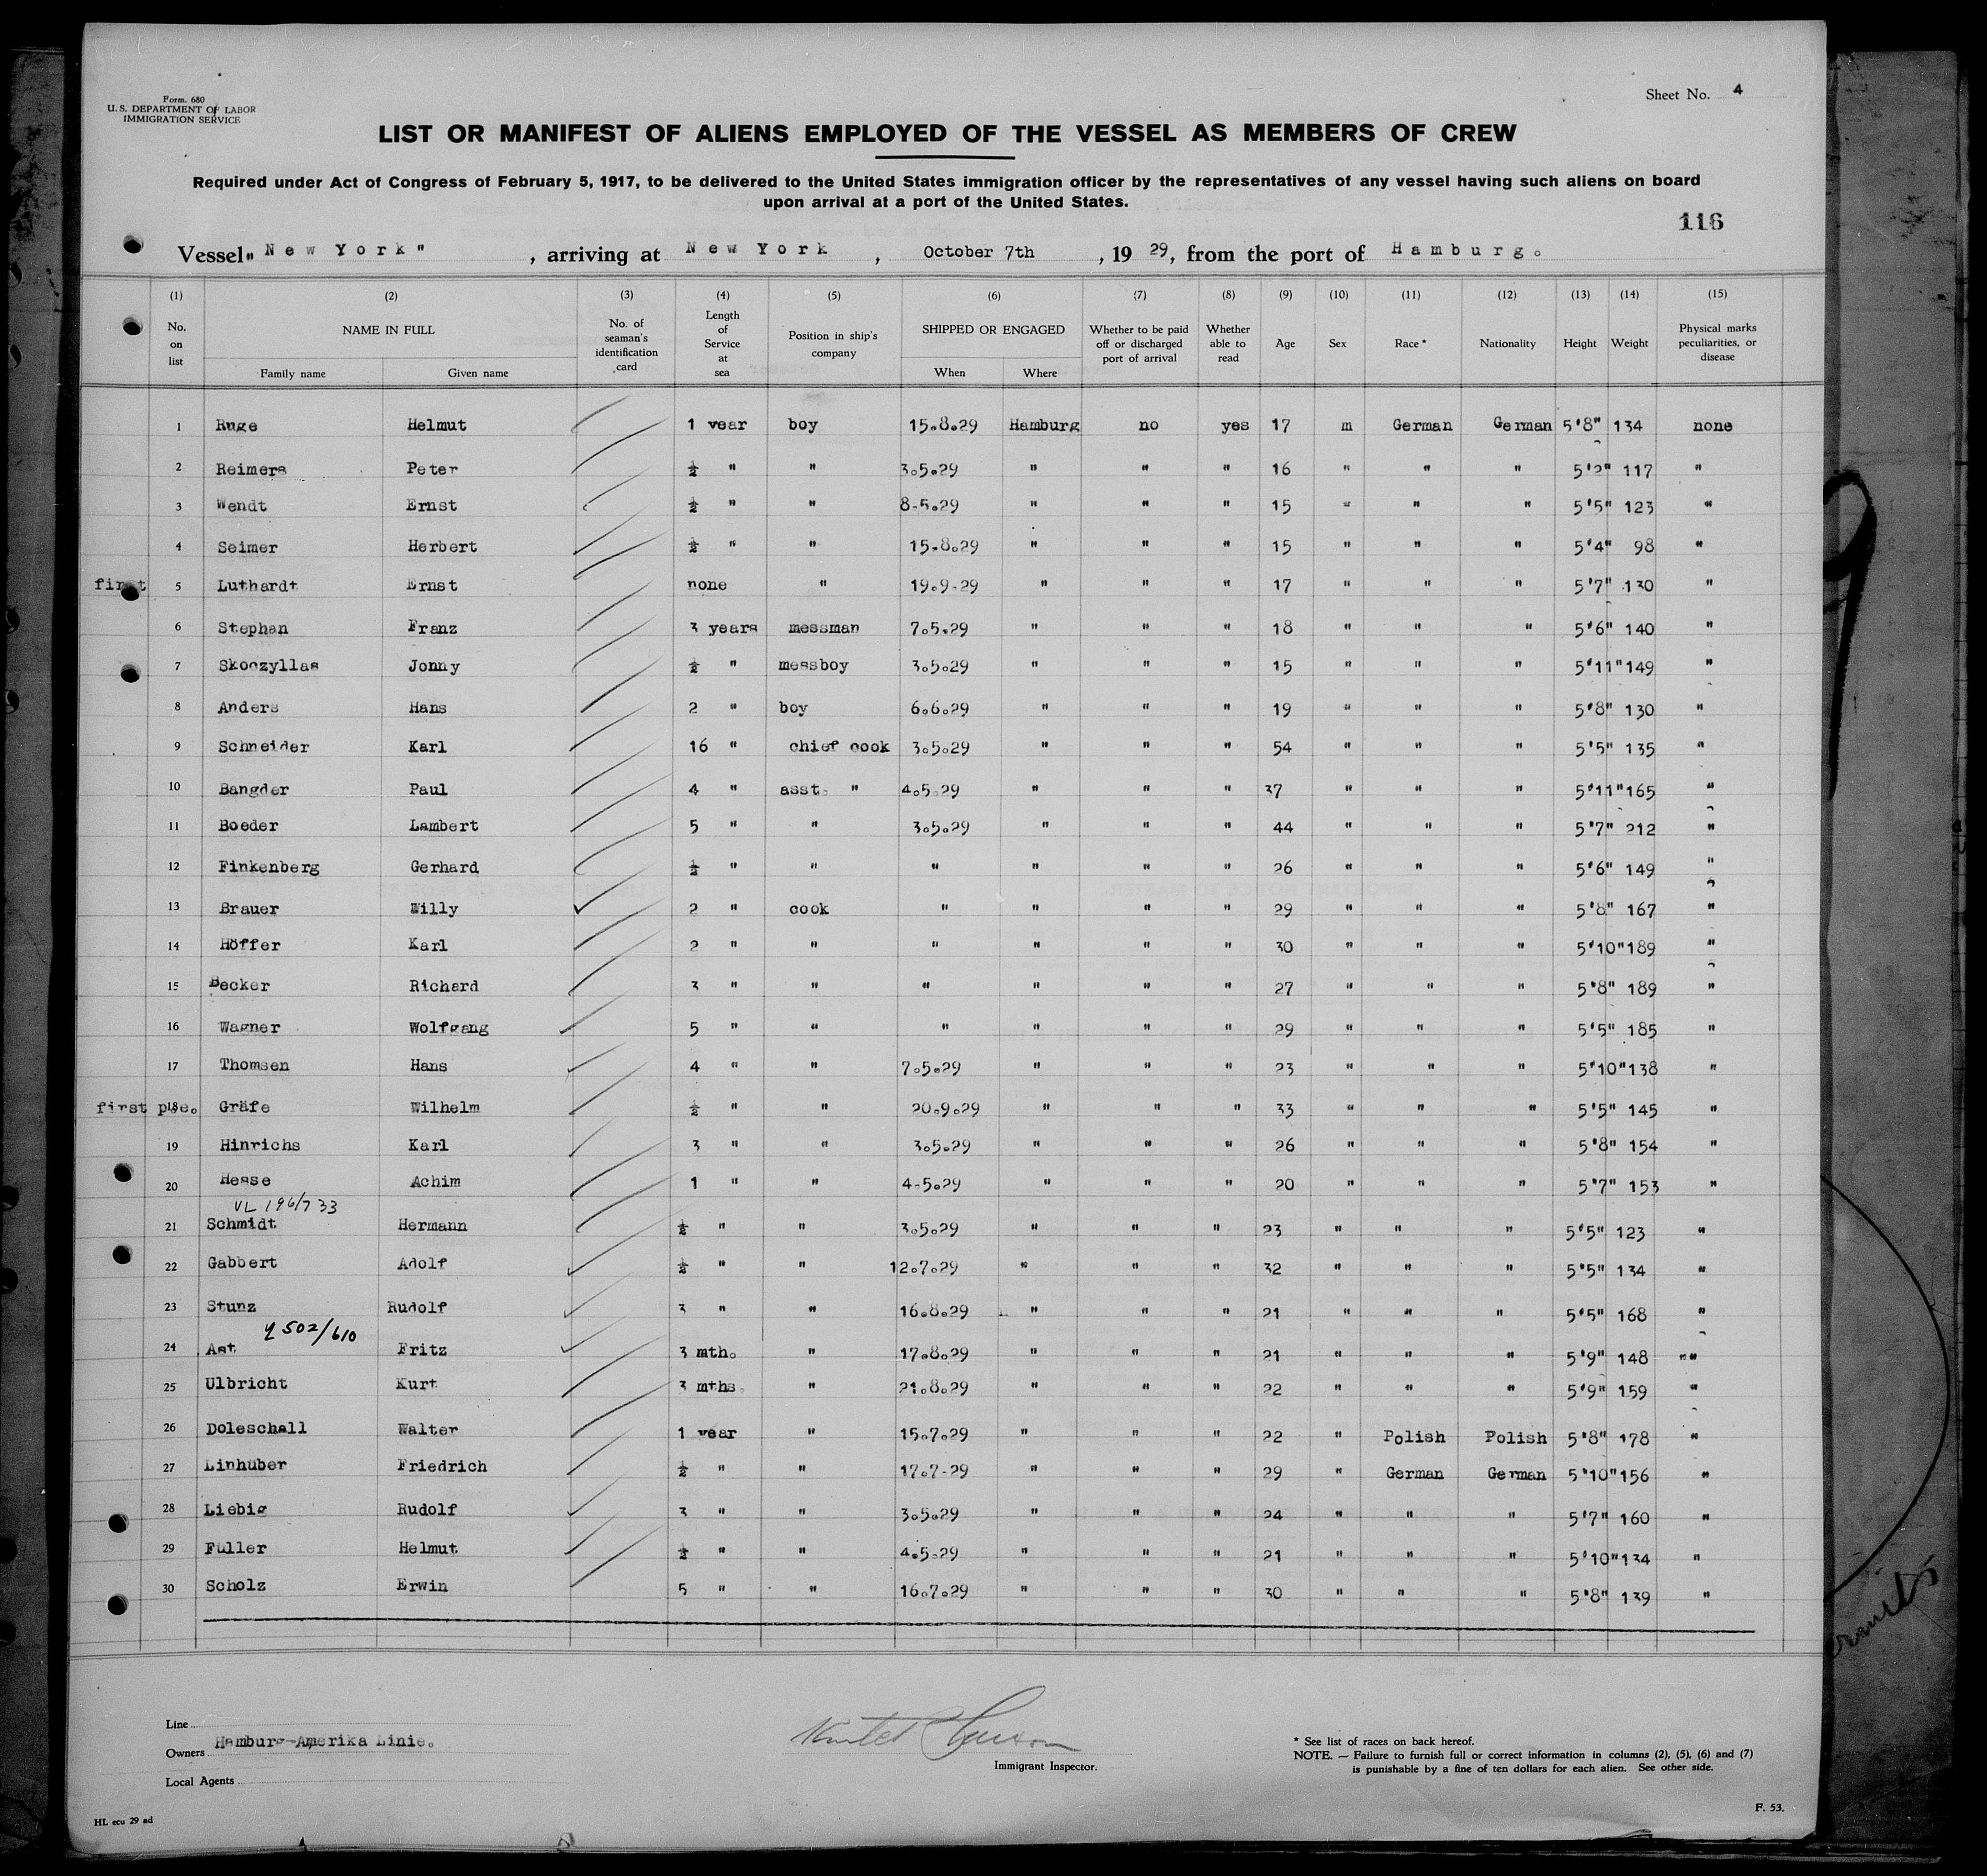 Form. 680
U. S. DEPARTMENT OF LABOR
IMMIGRATION SERVICE
Sheet No. 4
LIST OR MANIFEST OF ALIENS EMPLOYED OF THE VESSEL AS MEMBERS OF CREW
Required under Act of Congress of February 5, 1917, to be delivered to the United States immigration officer by the representatives of any vessel having such aliens on board
upon arrival at a port of the United States.
116
Vessel "New York", arriving at New York, October 7th, 1929, from the port of Hamburg.
(1) (2) (3) (4) (5) (6) (7) (8) (9) (10) (11) (12) (13) (14) (15)
No. on list NAME IN FULL Family name Given name No. of seaman's identification card Length of Service at sea Position in ship's company SHIPPED OR ENGAGED When Where Whether to be paid off or discharged port of arrival Whether able to read Age Sex Race * Nationality Height Weight Physical marks peculiarities, or disease
1 Ruge Helmut 1 year boy 15.8.29 Hamburg no yes 17 m German German 5'8" 134 none
2 Reimers Peter ½ " " 3.5.29 " " " 16 " " " 5'2" 117 "
3 Wendt Ernst ½ " " 8-5.29 " " " 15 " " " 5'5" 123 "
4 Seimer Herbert ½ " " 15.8.29 " " " 15 " " " 5'4" 98 "
first 5 Luthardt Ernst none " 19.9-29 " " " 17 " " " 5'7" 130 "
6 Stephan Franz 3 years messman 7.5.29 " " " 18 " " " 5'6" 140 "
7 Skoczyllas Jonny ½ " messboy 3.5.29 " " " 15 " " " 5'11" 149 "
8 Anders Hans 2 " boy 6.6.29 " " " 19 " " " 5'8" 130 "
9 Schneider Karl 16 " chief cook 3.5.29 " " " 54 " " " 5'5" 135 "
10 Bangder Paul 4 " asst. " 4.5.29 " " " 37 " " " 5'11" 165 "
11 Boeder Lambert 5 " " 3.5.29 " " " 44 " " " 5'7" 212 "
12 Finkenberg Gerhard ½ " " " " " " 26 " " " 5'6" 149 "
13 Brauer Willy 2 " cook " " " " 29 " " " 5'8" 167 "
14 Höffer Karl 2 " " " " " " 30 " " " 5'10" 189 "
15 Becker Richard 3 " " " " " " 27 " " " 5'8" 189 "
16 Wagner Wolfgang 5 " " " " " " 29 " " " 5'5" 185 "
17 Thomsen Hans 4 " " 7.5.29 " " " 23 " " " 5'10" 138 "
first pse. 18 Gräfe Wilhelm ½ " " 20.9.29 " " " 33 " " " 5'5" 145 "
19 Hinrichs Karl 3 " " 3.5.29 " " " 26 " " " 5'8" 154 "
20 Hesse Achim 1 " " 4-5.29 " " " 20 " " " 5'7" 153 "
VL 196/733
21 Schmidt Hermann ½ " " 3.5.29 " " " 23 " " " 5'5" 123 "
22 Gabbert Adolf ½ " " 12.7.29 " " " 32 " " " 5'5" 134 "
23 Stunz Rudolf 3 " " 16.8.29 " " " 21 " " " 5'5" 168 "
502/610
24 Ast Fritz 3 mth. " 17.8.29 " " " 21 " " " 5'9" 148 ""
25 Ulbricht Kurt 3 mths. " 21.8.29 " " " 22 " " " 5'9" 159 "
26 Doleschall Walter 1 year " 15.7.29 " " " 22 " Polish Polish 5'8" 178 "
27 Linhuber Friedrich ½ " " 17.7-29 " " " 29 " German German 5'10" 156 "
28 Liebig Rudolf 3 " " 3.5.29 " " " 24 " " " 5'7" 160 "
29 Fuller Helmut ½ " " 4.5-29 " " " 21 " " " 5'10" 134 "
30 Scholz Erwin 5 " " 16.7.29 " " " 30 " " " 5'8" 139 "
Line
Owners Hamburg-Amerika Linie.
Local Agents
Immigrant Inspector.
* See list of races on back hereof.
NOTE. — Failure to furnish full or correct information in columns (2), (5), (6) and (7)
is punishable by a fine of ten dollars for each alien. See other side.
HL ecu 29 ad
F. 53.